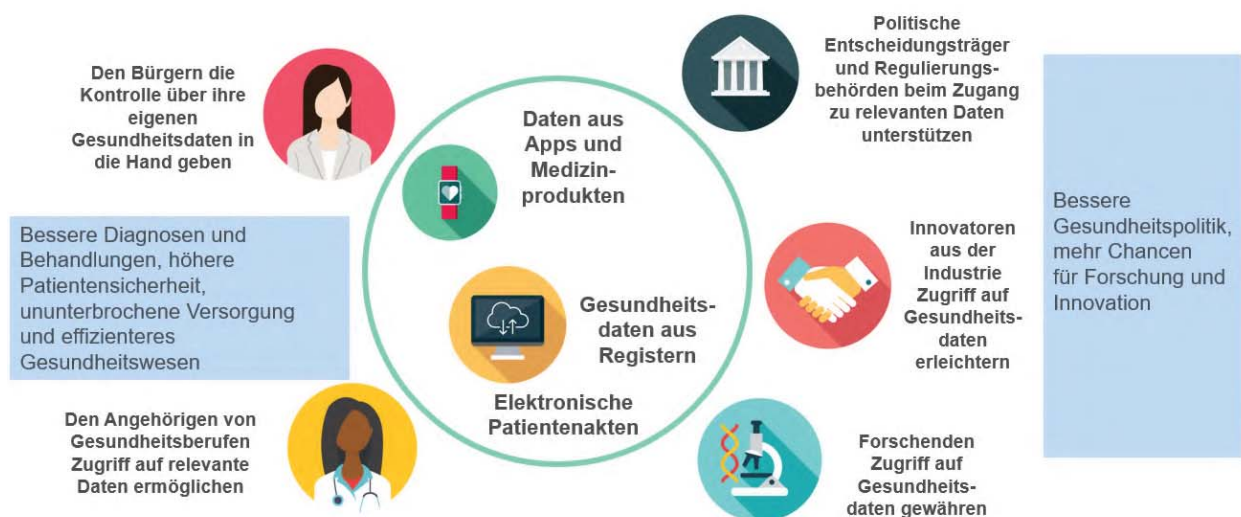 Den Bürgern die
Kontrolle über ihre
eigenen
Gesundheitsdaten in
die Hand geben
Bessere Diagnosen und
Behandlungen, höhere
Patientensicherheit,
ununterbrochene Versorgung
und effizienteres
Gesundheitswesen
Den Angehörigen von
Gesundheitsberufen
Zugriff auf relevante
Daten ermöglichen
Daten aus
Apps und
Medizin-
produkten
Gesundheits-
daten aus
Registern
Elektronische
Patientenakten
Politische
Entscheidungsträger
und Regulierungs-
behörden beim Zugang
zu relevanten Daten
unterstützen
Innovatoren
aus der
Industrie
Zugriff auf
Gesundheits-
daten
erleichtern
Forschenden
Zugriff auf
Gesundheits-
daten gewähren
Bessere
Gesundheitspolitik,
mehr Chancen
für Forschung und
Innovation